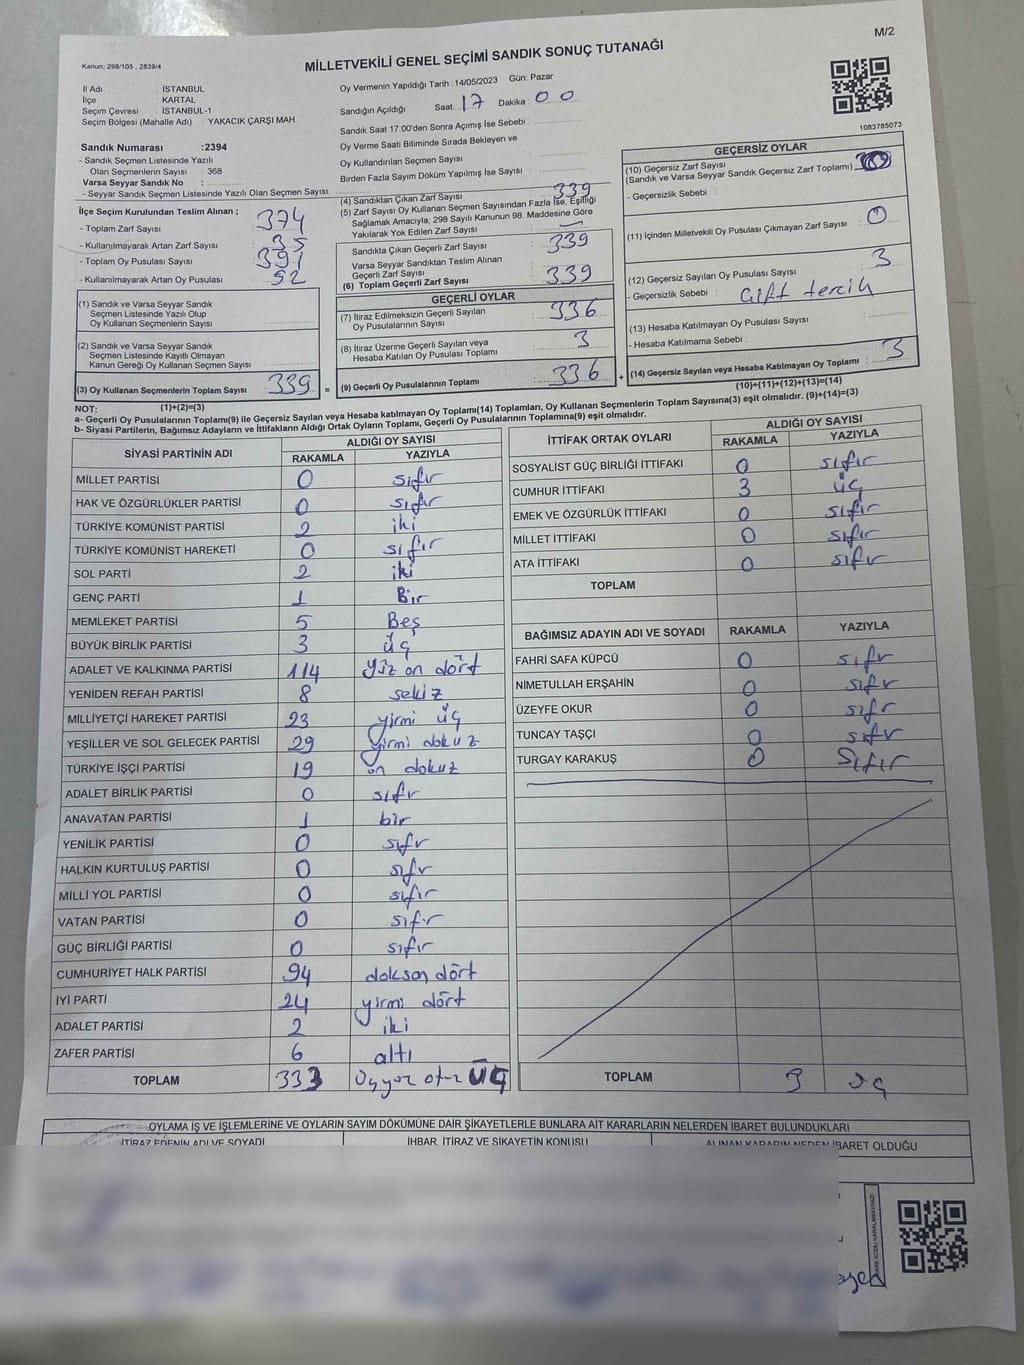 M/2
Kanun, 298/105 , 2839/4
MİLLETVEKİLİ GENEL SEÇİMİ SANDIK SONUÇ TUTANAĞI
İl Adı : İSTANBUL
İlçe : KARTAL
Seçim Çevresi : İSTANBUL-1
Seçim Bölgesi (Mahalle Adı) : YAKACIK ÇARŞI MAH
Oy Vermenin Yapıldığı Tarih : 14/05/2023 Gün: Pazar
Sandığın Açıldığı Saat: 17 Dakika: 00
Sandık Saat 17.00'den Sonra Açımış İse Sebebi :
Oy Verme Saati Bitiminde Sırada Bekleyen ve
Oy Kullandırılan Seçmen Sayısı
Birden Fazla Sayım Döküm Yapılmış İse Sayısı :
1083785073
Sandık Numarası :2394
- Sandık Seçmen Listesinde Yazılı
Olan Seçmenlerin Sayısı : 368
Varsa Seyyar Sandık No :
- Seyyar Sandık Seçmen Listesinde Yazılı Olan Seçmen Sayısı:
İlçe Seçim Kurulundan Teslim Alınan ;
- Toplam Zarf Sayısı : 374
- Kullanılmayarak Artan Zarf Sayısı : 35
- Toplam Oy Pusulası Sayısı : 391
- Kullanılmayarak Artan Oy Pusulası : 52
(1) Sandık ve Varsa Seyyar Sandık
Seçmen Listesinde Yazılı Olup
Oy Kullanan Seçmenlerin Sayısı :
(2) Sandık ve Varsa Seyyar Sandık
Seçmen Listesinde Kayıtlı Olmayan
Kanun Gereği Oy Kullanan Seçmen Sayısı :
(3) Oy Kullanan Seçmenlerin Toplam Sayısı : 339 =
(1)+(2)=(3)
(4) Sandıktan Çıkan Zarf Sayısı : 339
(5) Zarf Sayısı Oy Kullanan Seçmen Sayısından Fazla İse, Eşitliği
Sağlamak Amacıyla, 298 Sayılı Kanunun 98. Maddesine Göre
Yakılarak Yok Edilen Zarf Sayısı : —
Sandıkta Çıkan Geçerli Zarf Sayısı : 339
Varsa Seyyar Sandıktan Teslim Alınan
Geçerli Zarf Sayısı
(6) Toplam Geçerli Zarf Sayısı : 339
GEÇERLİ OYLAR
(7) İtiraz Edilmeksizin Geçerli Sayılan
Oy Pusulalarının Sayısı : 336
(8) İtiraz Üzerine Geçerli Sayılan veya
Hesaba Katılan Oy Pusulası Toplamı : 3
(9) Geçerli Oy Pusulalarının Toplamı : 336 +
GEÇERSİZ OYLAR
(10) Geçersiz Zarf Sayısı
(Sandık ve Varsa Seyyar Sandık Geçersiz Zarf Toplamı)
- Geçersizlik Sebebi :
(11) İçinden Milletvekili Oy Pusulası Çıkmayan Zarf Sayısı : 0
(12) Geçersiz Sayılan Oy Pusulası Sayısı : 3
- Geçersizlik Sebebi : Çift tercih
(13) Hesaba Katılmayan Oy Pusulası Sayısı :
- Hesaba Katılmama Sebebi :
(14) Geçersiz Sayılan veya Hesaba Katılmayan Oy Toplamı : 3
(10)+(11)+(12)+(13)=(14)
NOT:
a- Geçerli Oy Pusulalarının Toplamı(9) ile Geçersiz Sayılan veya Hesaba katılmayan Oy Toplamı(14) Toplamları, Oy Kullanan Seçmenlerin Toplam Sayısına(3) eşit olmalıdır. (9)+(14)=(3)
b- Siyasi Partilerin, Bağımsız Adayların ve İttifakların Aldığı Ortak Oyların Toplamı, Geçerli Oy Pusulalarının Toplamına(9) eşit olmalıdır.
SİYASİ PARTİNİN ADI ALDIĞI OY SAYISI
RAKAMLA YAZIYLA
MİLLET PARTİSİ 0 sıfır
HAK VE ÖZGÜRLÜKLER PARTİSİ 0 sıfır
TÜRKİYE KOMÜNİST PARTİSİ 2 iki
TÜRKİYE KOMÜNİST HAREKETİ 0 sıfır
SOL PARTİ 2 iki
GENÇ PARTİ 1 Bir
MEMLEKET PARTİSİ 5 Beş
BÜYÜK BİRLİK PARTİSİ 3 üç
ADALET VE KALKINMA PARTİSİ 114 Yüz on dört
YENİDEN REFAH PARTİSİ 8 sekiz
MİLLİYETÇİ HAREKET PARTİSİ 23 yirmi üç
YEŞİLLER VE SOL GELECEK PARTİSİ 29 yirmi dokuz
TÜRKİYE İŞÇİ PARTİSİ 19 on dokuz
ADALET BİRLİK PARTİSİ 0 sıfır
ANAVATAN PARTİSİ 1 bir
YENİLİK PARTİSİ 0 sıfır
HALKIN KURTULUŞ PARTİSİ 0 sıfır
MİLLİ YOL PARTİSİ 0 sıfır
VATAN PARTİSİ 0 sıfır
GÜÇ BİRLİĞİ PARTİSİ 0 sıfır
CUMHURİYET HALK PARTİSİ 94 doksan dört
İYİ PARTİ 24 yirmi dört
ADALET PARTİSİ 2 iki
ZAFER PARTİSİ 6 altı
TOPLAM 333 Üçyüz otuz ÜÇ
İTTİFAK ORTAK OYLARI ALDIĞI OY SAYISI
RAKAMLA YAZIYLA
SOSYALİST GÜÇ BİRLİĞİ İTTİFAKI 0 sıfır
CUMHUR İTTİFAKI 3 üç
EMEK VE ÖZGÜRLÜK İTTİFAKI 0 sıfır
MİLLET İTTİFAKI 0 sıfır
ATA İTTİFAKI 0 sıfır
TOPLAM
BAĞIMSIZ ADAYIN ADI VE SOYADI RAKAMLA YAZIYLA
FAHRİ SAFA KÜPCÜ 0 sıfır
NİMETULLAH ERŞAHİN 0 sıfır
ÜZEYFE OKUR 0 sıfır
TUNCAY TAŞÇI 0 sıfır
TURGAY KARAKUŞ 0 Sıfır
TOPLAM 3 üç
OYLAMA İŞ VE İŞLEMLERİNE VE OYLARIN SAYIM DÖKÜMÜNE DAİR ŞİKAYETLERLE BUNLARA AİT KARARLARIN NELERDEN İBARET BULUNDUKLARI
İTİRAZ EDENİN ADI VE SOYADI İHBAR, İTİRAZ VE ŞİKAYETİN KONUSU ALINAN KARARIN NEDEN İBARET OLDUĞU